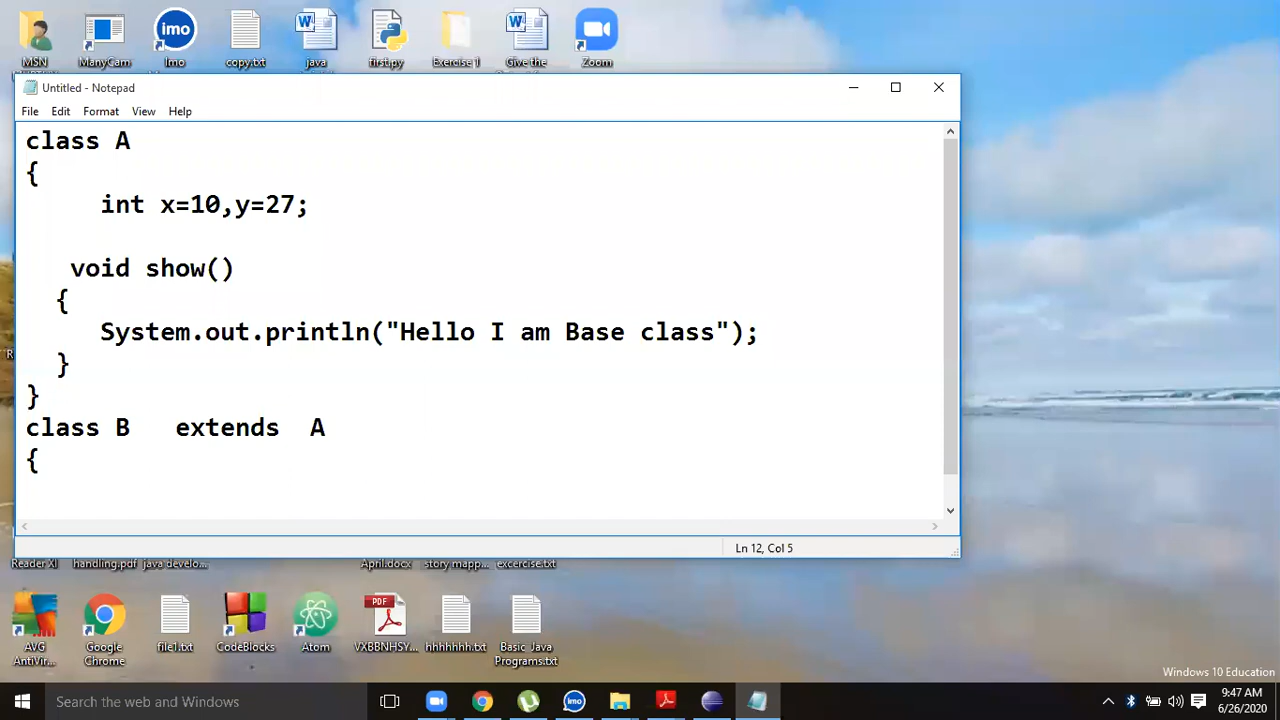 MSN
ManyCam
Imo
copy.txt
java
first.py
Exercise 1
Give the
Zoom
Untitled - Notepad
File Edit Format View Help
class A
{
int x=10,y=27;
void show()
{
System.out.println("Hello I am Base class");
}
}
class B extends A
{
Ln 12, Col 5
Reader XI
handling.pdf
java develo...
April.docx
story mapp...
excercise.txt
AVG
AntiVir...
Google
Chrome
file1.txt
CodeBlocks
Atom
PDF
VXBBNHSY...
hhhhhhh.txt
Basic Java
Programs.txt
Windows 10 Education
Search the web and Windows
9:47 AM
6/26/2020